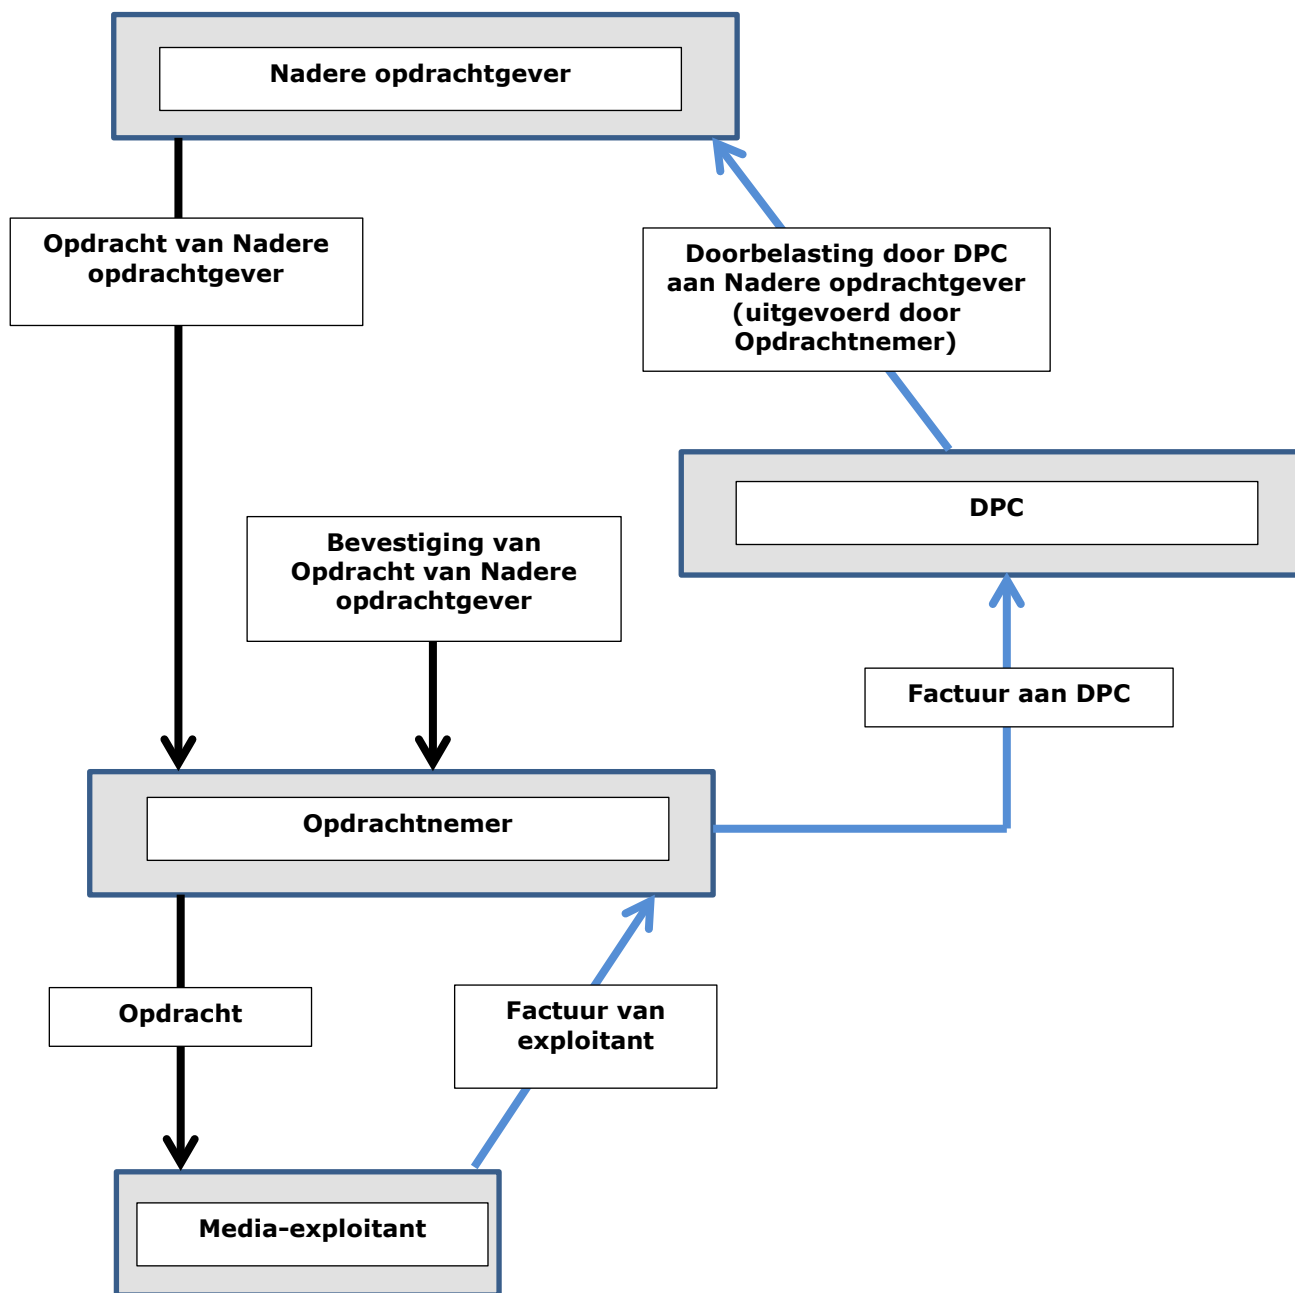 Nadere opdrachtgever
Opdracht van Nadere
opdrachtgever
Doorbelasting door DPC
aan Nadere opdrachtgever
(uitgevoerd door
Opdrachtnemer)
DPC
Bevestiging van
Opdracht van Nadere
opdrachtgever
Factuur aan DPC
Opdrachtnemer
Opdracht
Factuur van
exploitant
Media-exploitant